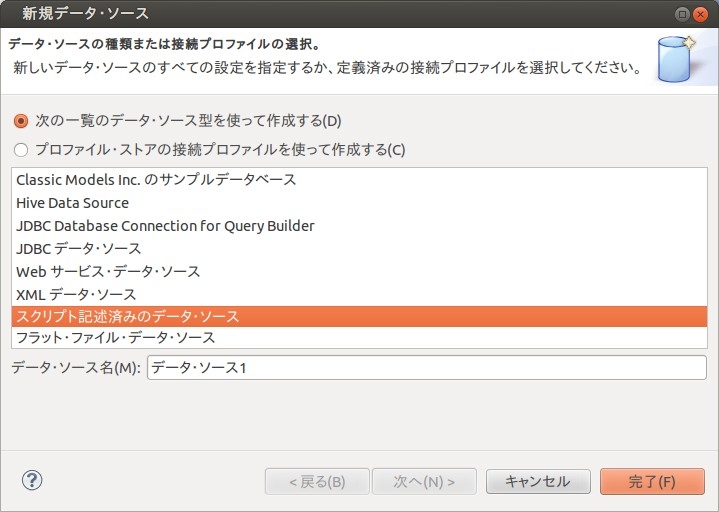 新規データ・ソース
データ・ソースの種類または接続プロファイルの選択。
新しいデータ・ソースのすべての設定を指定するか、定義済みの接続プロファイルを選択してください。
次の一覧のデータ・ソース型を使って作成する(D)
プロファイル・ストアの接続プロファイルを使って作成する(C)
Classic Models Inc. のサンプルデータベース
Hive Data Source
JDBC Database Connection for Query Builder
JDBC データ・ソース
Web サービス・データ・ソース
XML データ・ソース
スクリプト記述済みのデータ・ソース
フラット・ファイル・データ・ソース
データ・ソース名(M): データ・ソース1
? < 戻る(B) 次へ(N) > キャンセル 完了(F)